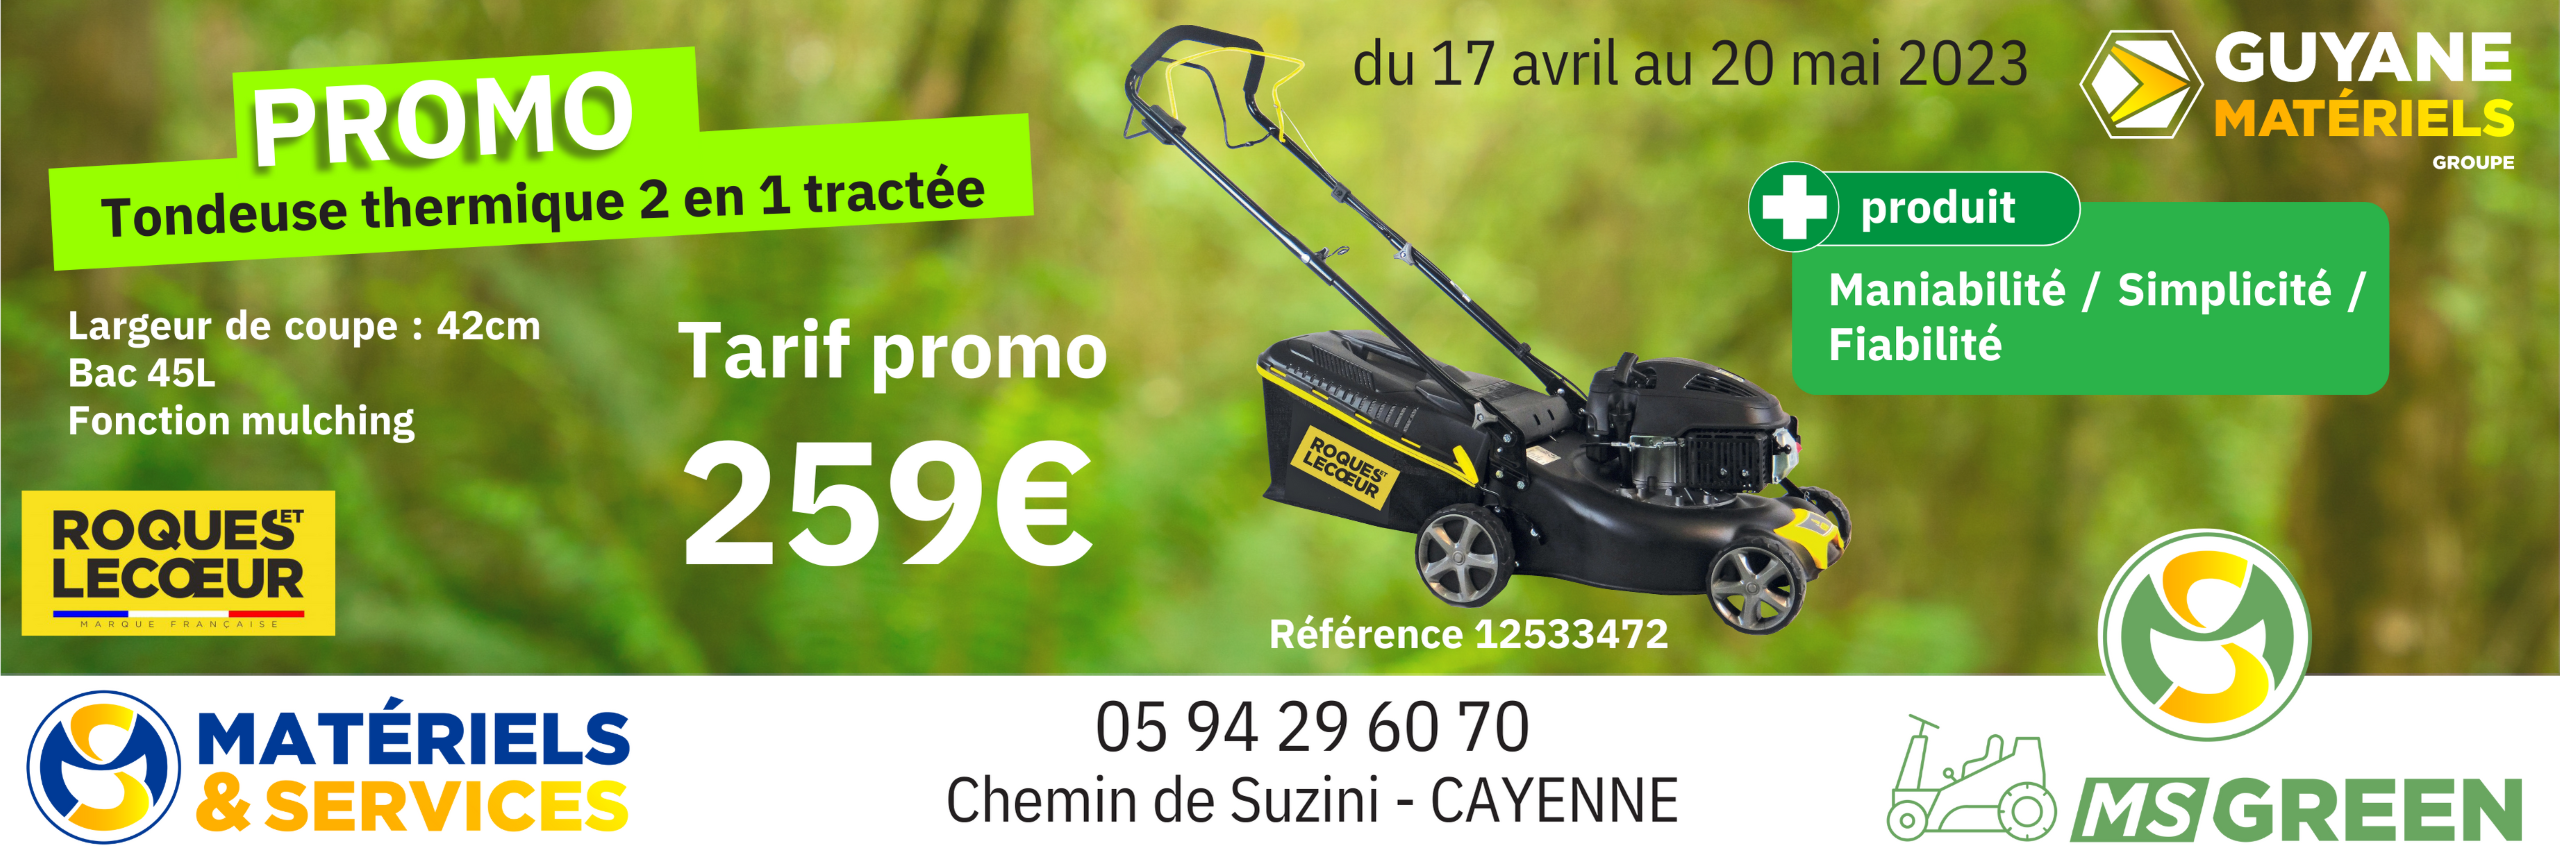 PROMO
Tondeuse thermique 2 en 1 tractée
du 17 avril au 20 mai 2023
GUYANE
MATÉRIELS
GROUPE
produit
Maniabilité / Simplicité /
Fiabilité
Largeur de coupe : 42cm
Bac 45L
Fonction mulching
Tarif promo
259€
ROQUES ET
LECŒUR
ROQUES ET
LECŒUR
MARQUE FRANÇAISE
Référence 12533472
MATÉRIELS
& SERVICES
05 94 29 60 70
Chemin de Suzini - CAYENNE
MS GREEN